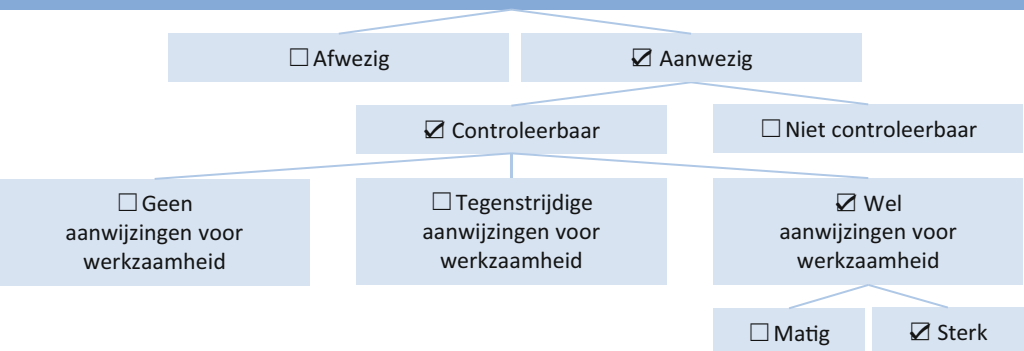 ☐ Afwezig
☑ Aanwezig
☑ Controleerbaar
☐ Niet controleerbaar
☐ Geen
aanwijzingen voor
werkzaamheid
☐ Tegenstrijdige
aanwijzingen voor
werkzaamheid
☑ Wel
aanwijzingen voor
werkzaamheid
☐ Matig
☑ Sterk